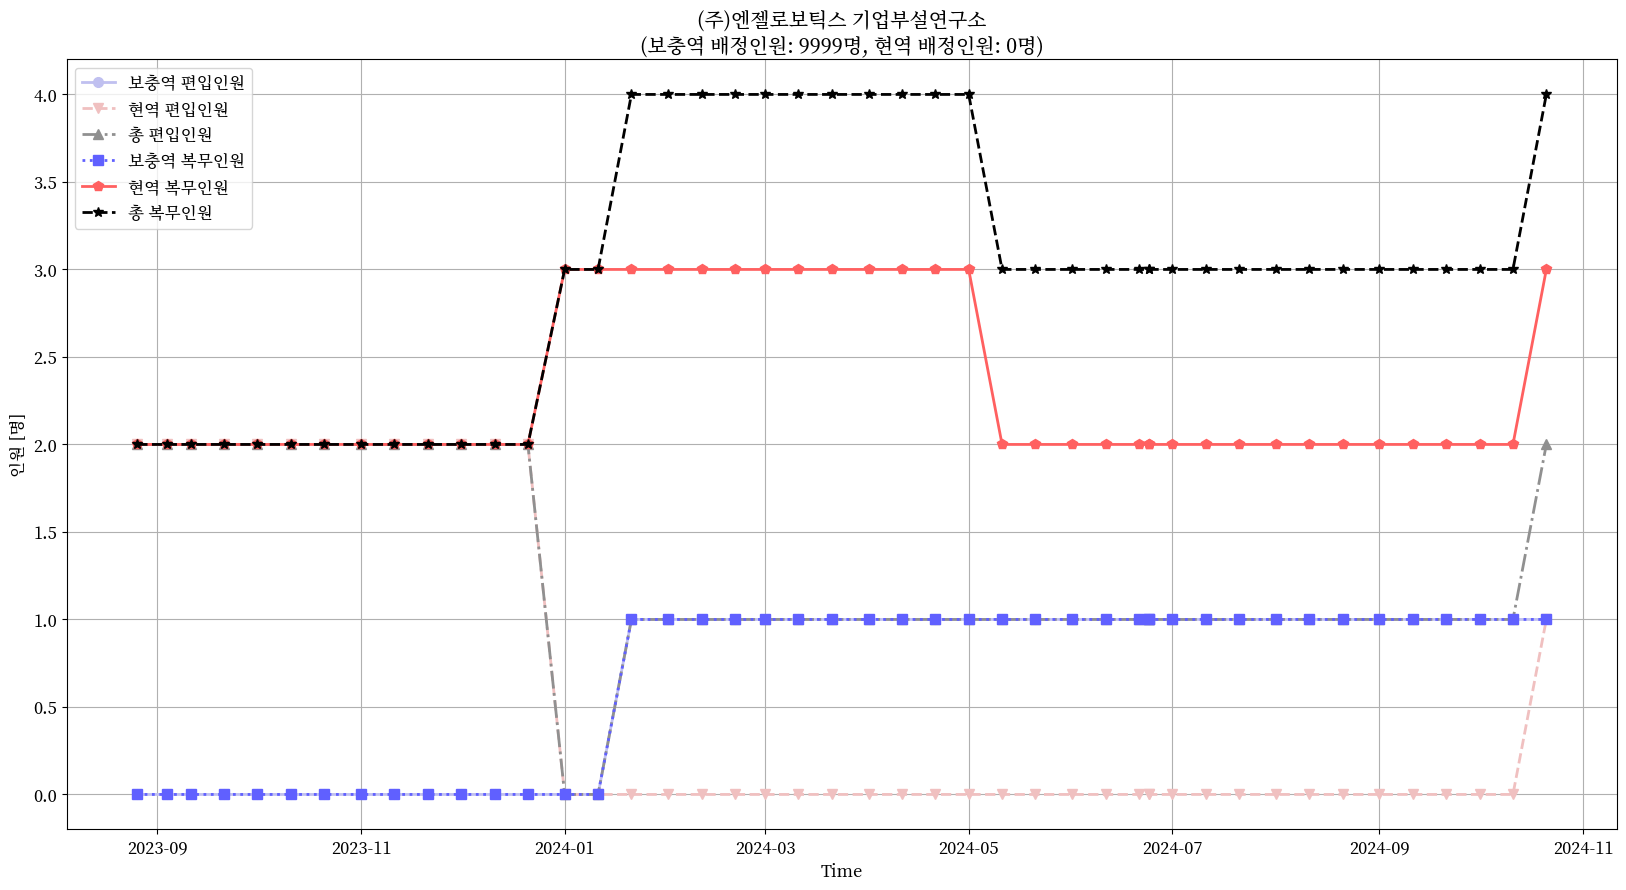 (주)엔젤로보틱스 기업부설연구소
(보충역 배정인원: 9999명, 현역 배정인원: 0명)
보충역 편입인원
현역 편입인원
총 편입인원
보충역 복무인원
현역 복무인원
총 복무인원
4.0
3.5
3.0
2.5
2.0
1.5
1.0
0.5
0.0
인원 [명]
2023-09 2023-11 2024-01 2024-03 2024-05 2024-07 2024-09 2024-11
Time